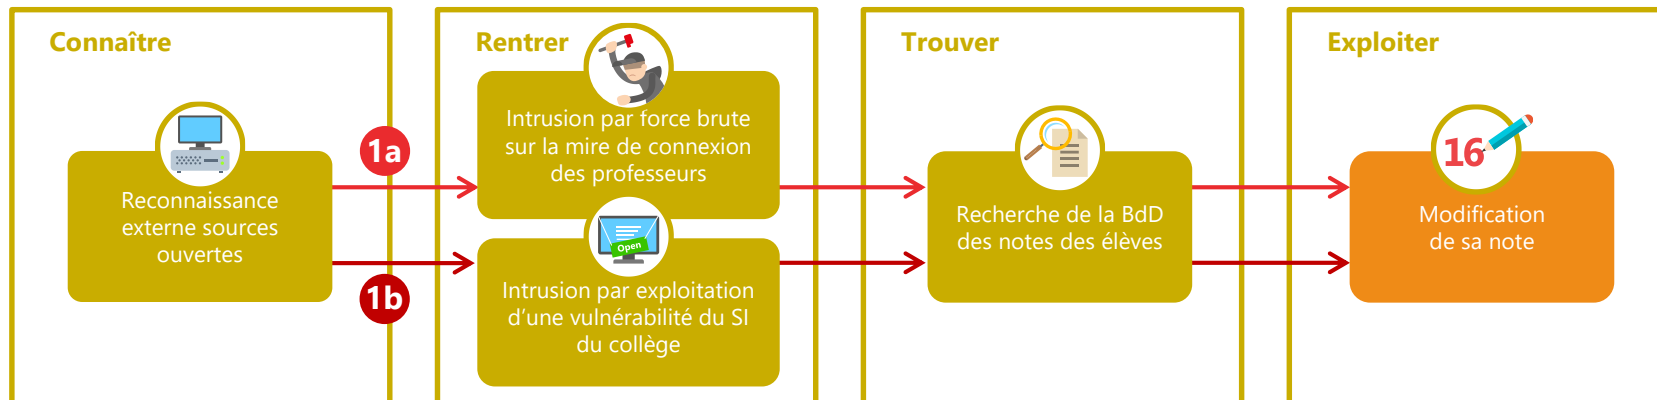 Connaître
Reconnaissance
externe sources
ouvertes
1a
1b
Rentrer
Intrusion par force brute
sur la mire de connexion
des professeurs
Open
Intrusion par exploitation
d'une vulnérabilité du SI
du collège
Trouver
Recherche de la BdD
des notes des élèves
Exploiter
16
Modification
de sa note